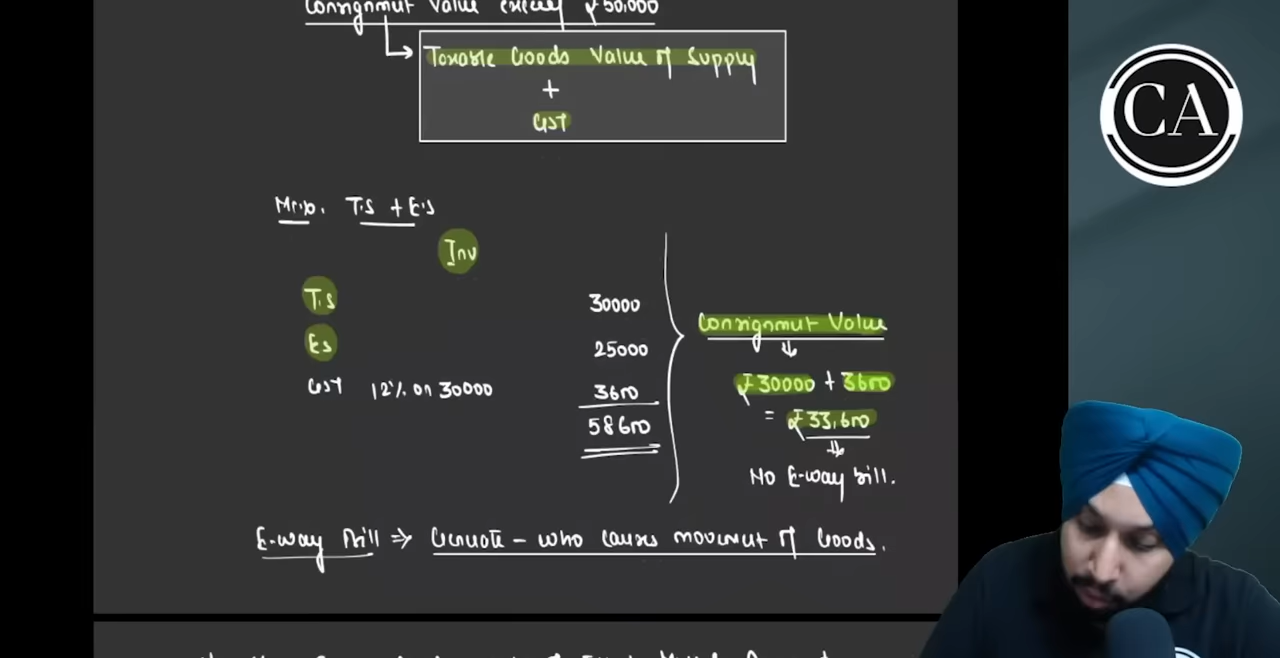 Consignment Value exceed ₹50,000
Taxable Goods Value of Supply
+
GST
CA
Mr.X. T.S + E.S
Inv
T.S 30000
ES 25000
GST 12% on 30000 3600
58600
Consignment Value
₹30000 + 3600
= ₹33,600
No E-way Bill.
E-way Bill ⇒ Generate - who causes movement of Goods.